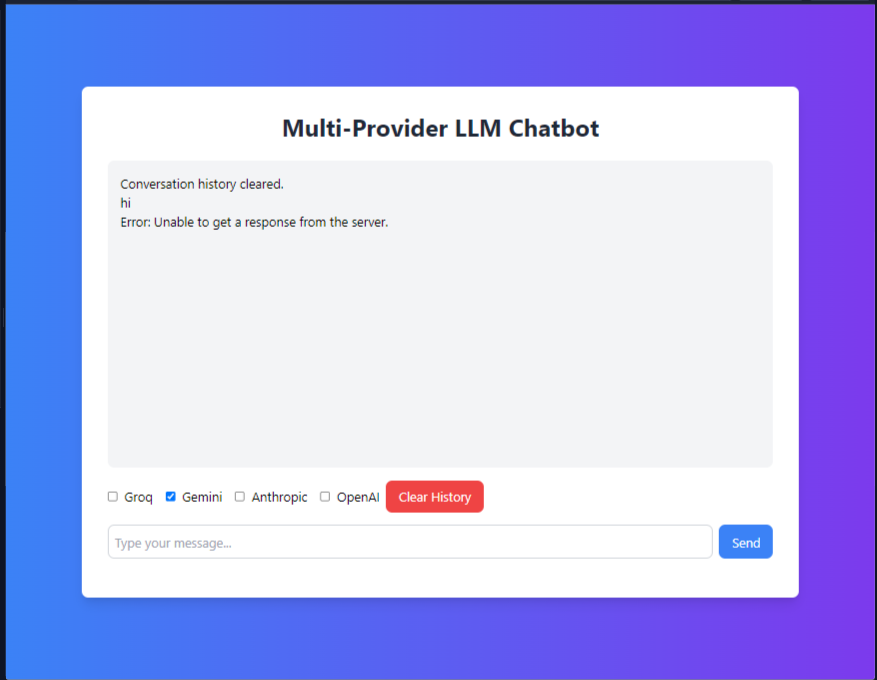 Multi-Provider LLM Chatbot
Conversation history cleared.
hi
Error: Unable to get a response from the server.
Groq Gemini Anthropic OpenAI Clear History
Type your message... Send